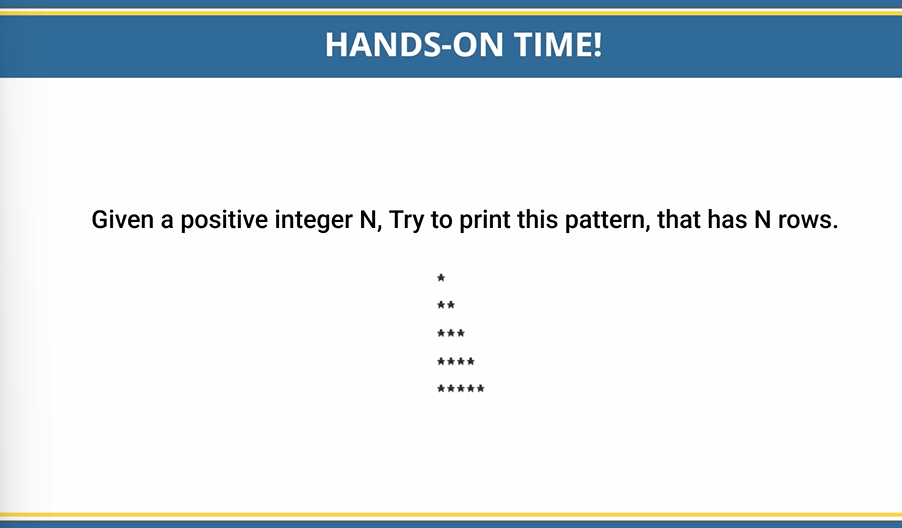 HANDS-ON TIME!
Given a positive integer N, Try to print this pattern, that has N rows.
*
**
***
****
*****